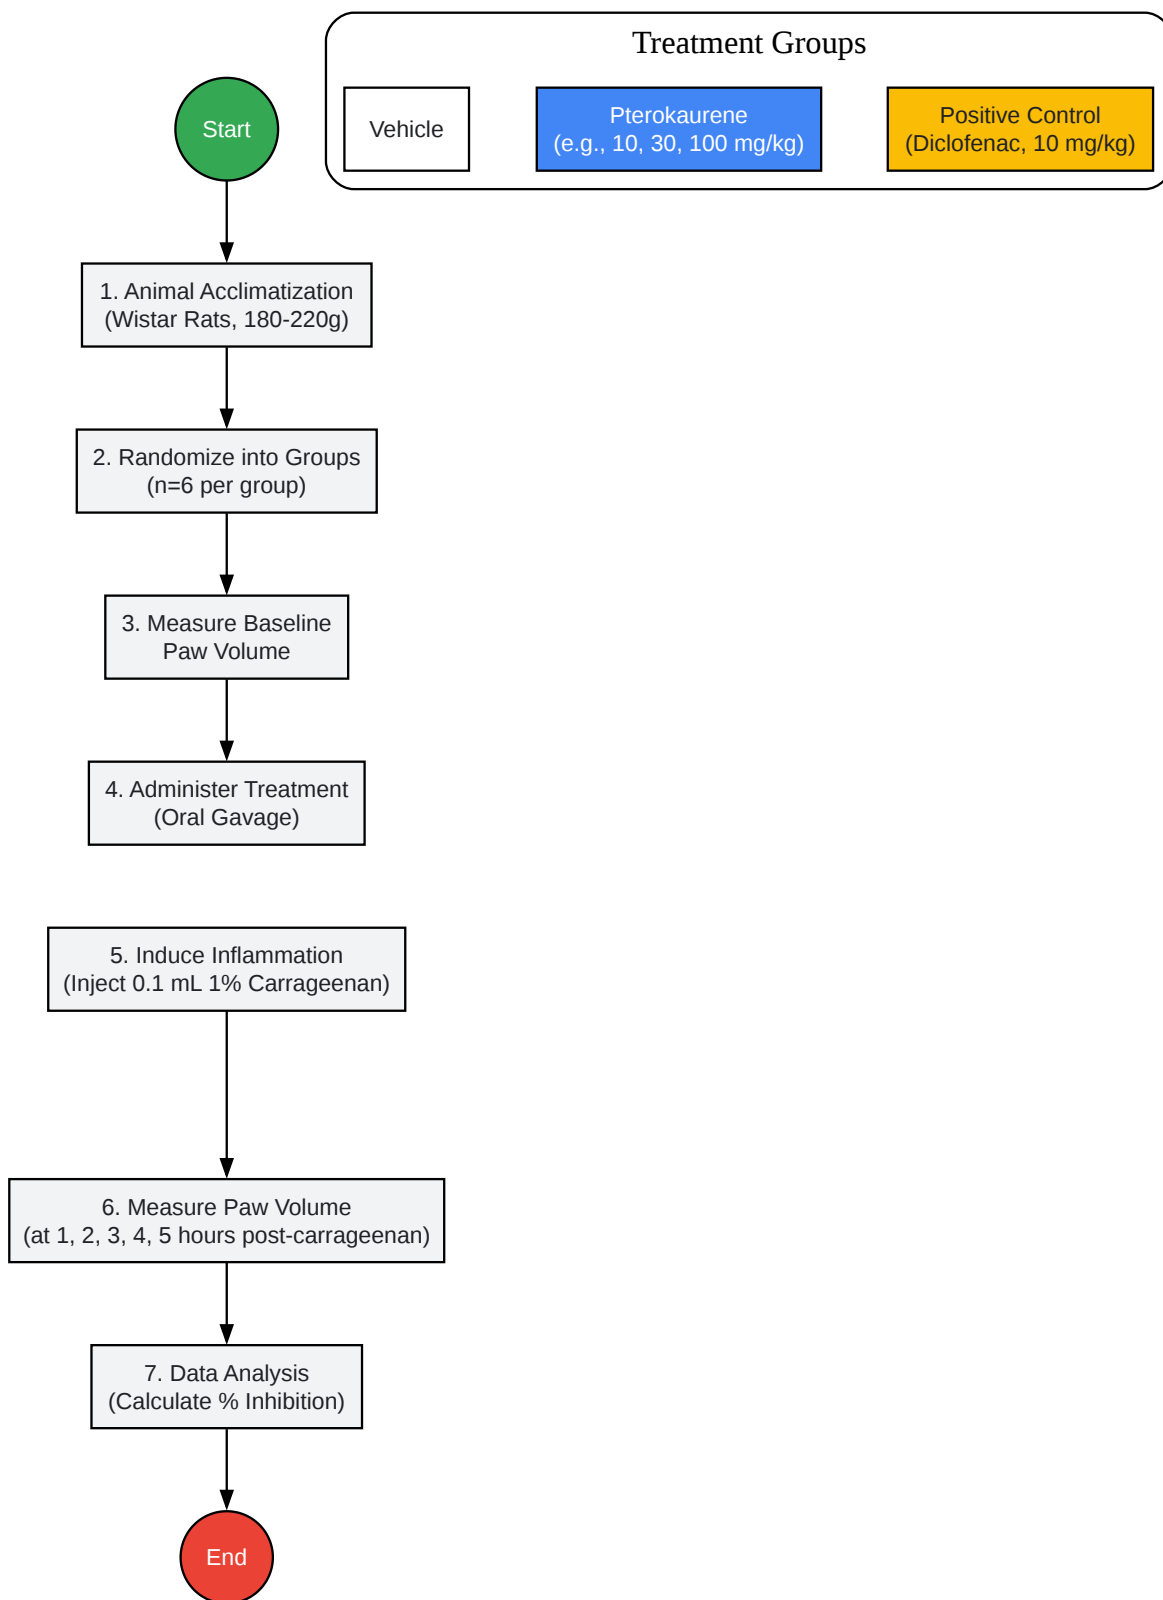 Treatment Groups
Vehicle
Pterokaurene
(e.g., 10, 30, 100 mg/kg)
Positive Control
(Diclofenac, 10 mg/kg)
Start
1. Animal Acclimatization
(Wistar Rats, 180-220g)
2. Randomize into Groups
(n=6 per group)
3. Measure Baseline
Paw Volume
4. Administer Treatment
(Oral Gavage)
5. Induce Inflammation
(Inject 0.1 mL 1% Carrageenan)
6. Measure Paw Volume
(at 1, 2, 3, 4, 5 hours post-carrageenan)
7. Data Analysis
(Calculate % Inhibition)
End